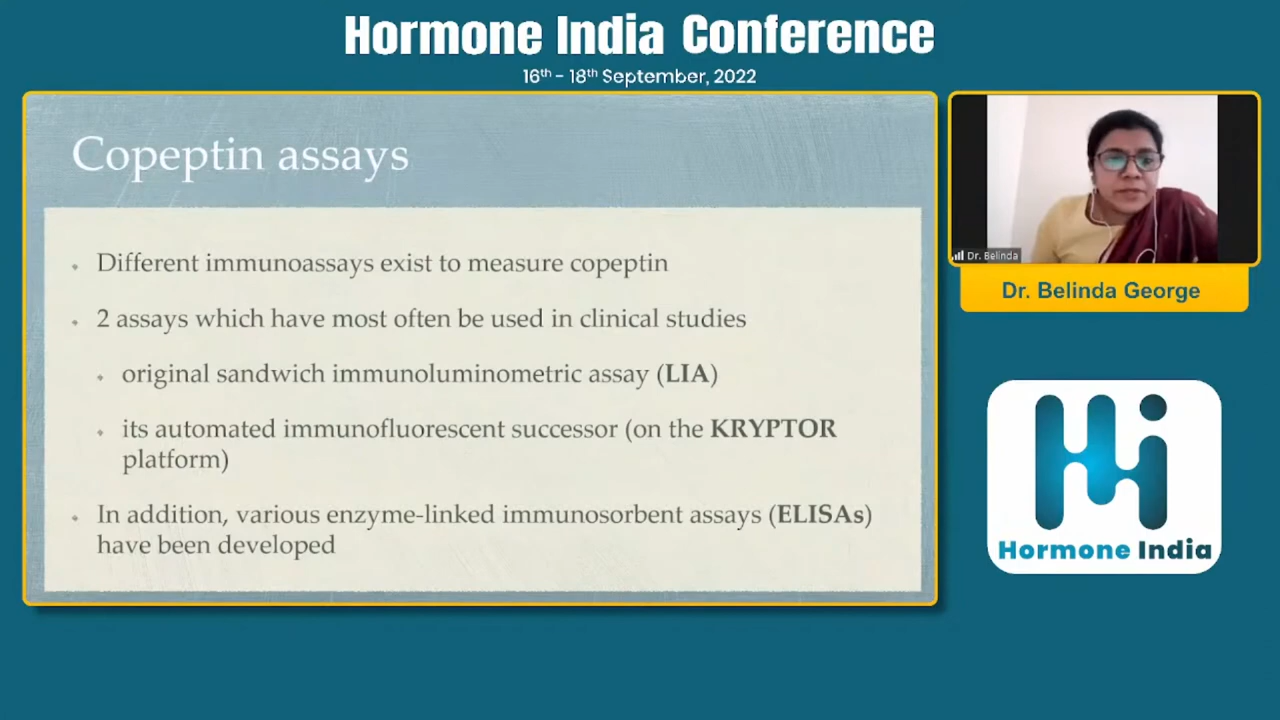 Hormone India Conference
16th - 18th September, 2022
Copeptin assays
Different immunoassays exist to measure copeptin
2 assays which have most often be used in clinical studies
original sandwich immunoluminometric assay (LIA)
its automated immunofluorescent successor (on the KRYPTOR
platform)
In addition, various enzyme-linked immunosorbent assays (ELISAs)
have been developed
Dr. Belinda
Dr. Belinda George
Hi
Hormone India